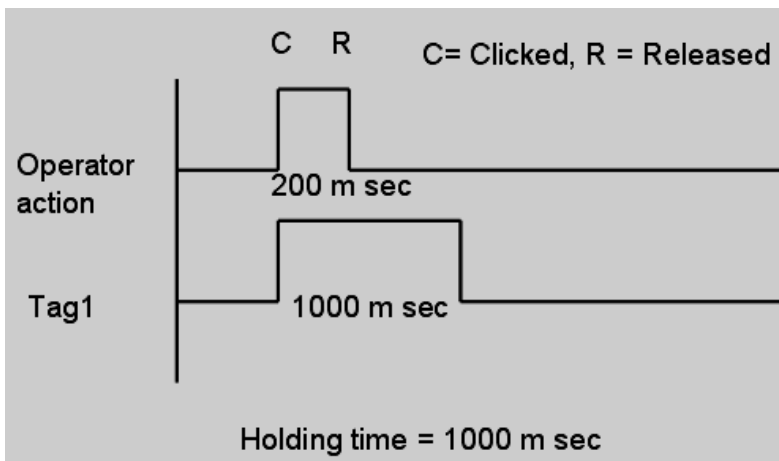 C R
C= Clicked, R = Released
Operator
action
200 m sec
Tag1
1000 m sec
Holding time = 1000 m sec